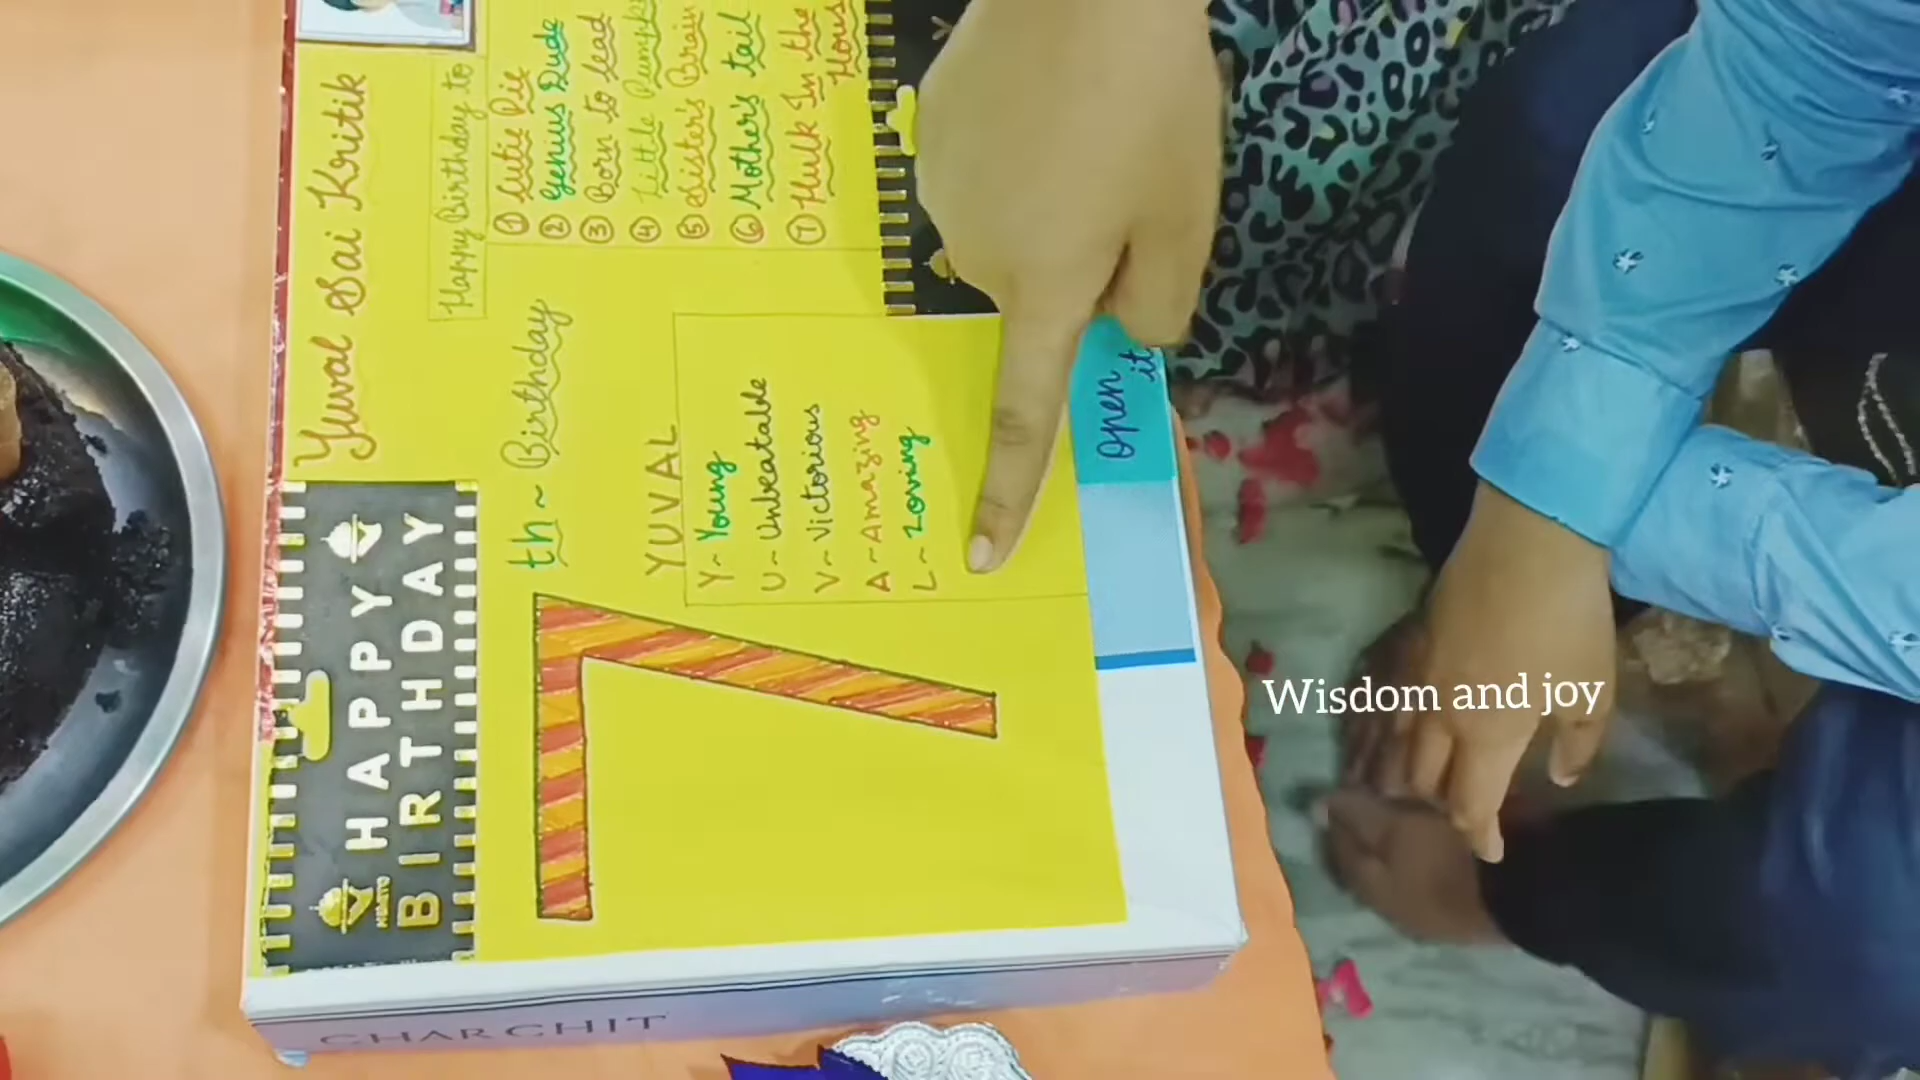 Yuval Sai Kritik
HAPPY
BIRTHDAY
7 th ~ Birthday
Happy Birthday to
① Cutie Pie
② Genius Dude
③ Born to lead
④ Little
⑤ Sister's Brain
⑥ Mother's tail
⑦ Hulk In the
Hous
YUVAL
Y ~ Young
U ~ Unbeatable
V ~ Victorious
A ~ Amazing
L ~ Loving
Open
it
CHARGHIT
Wisdom and joy